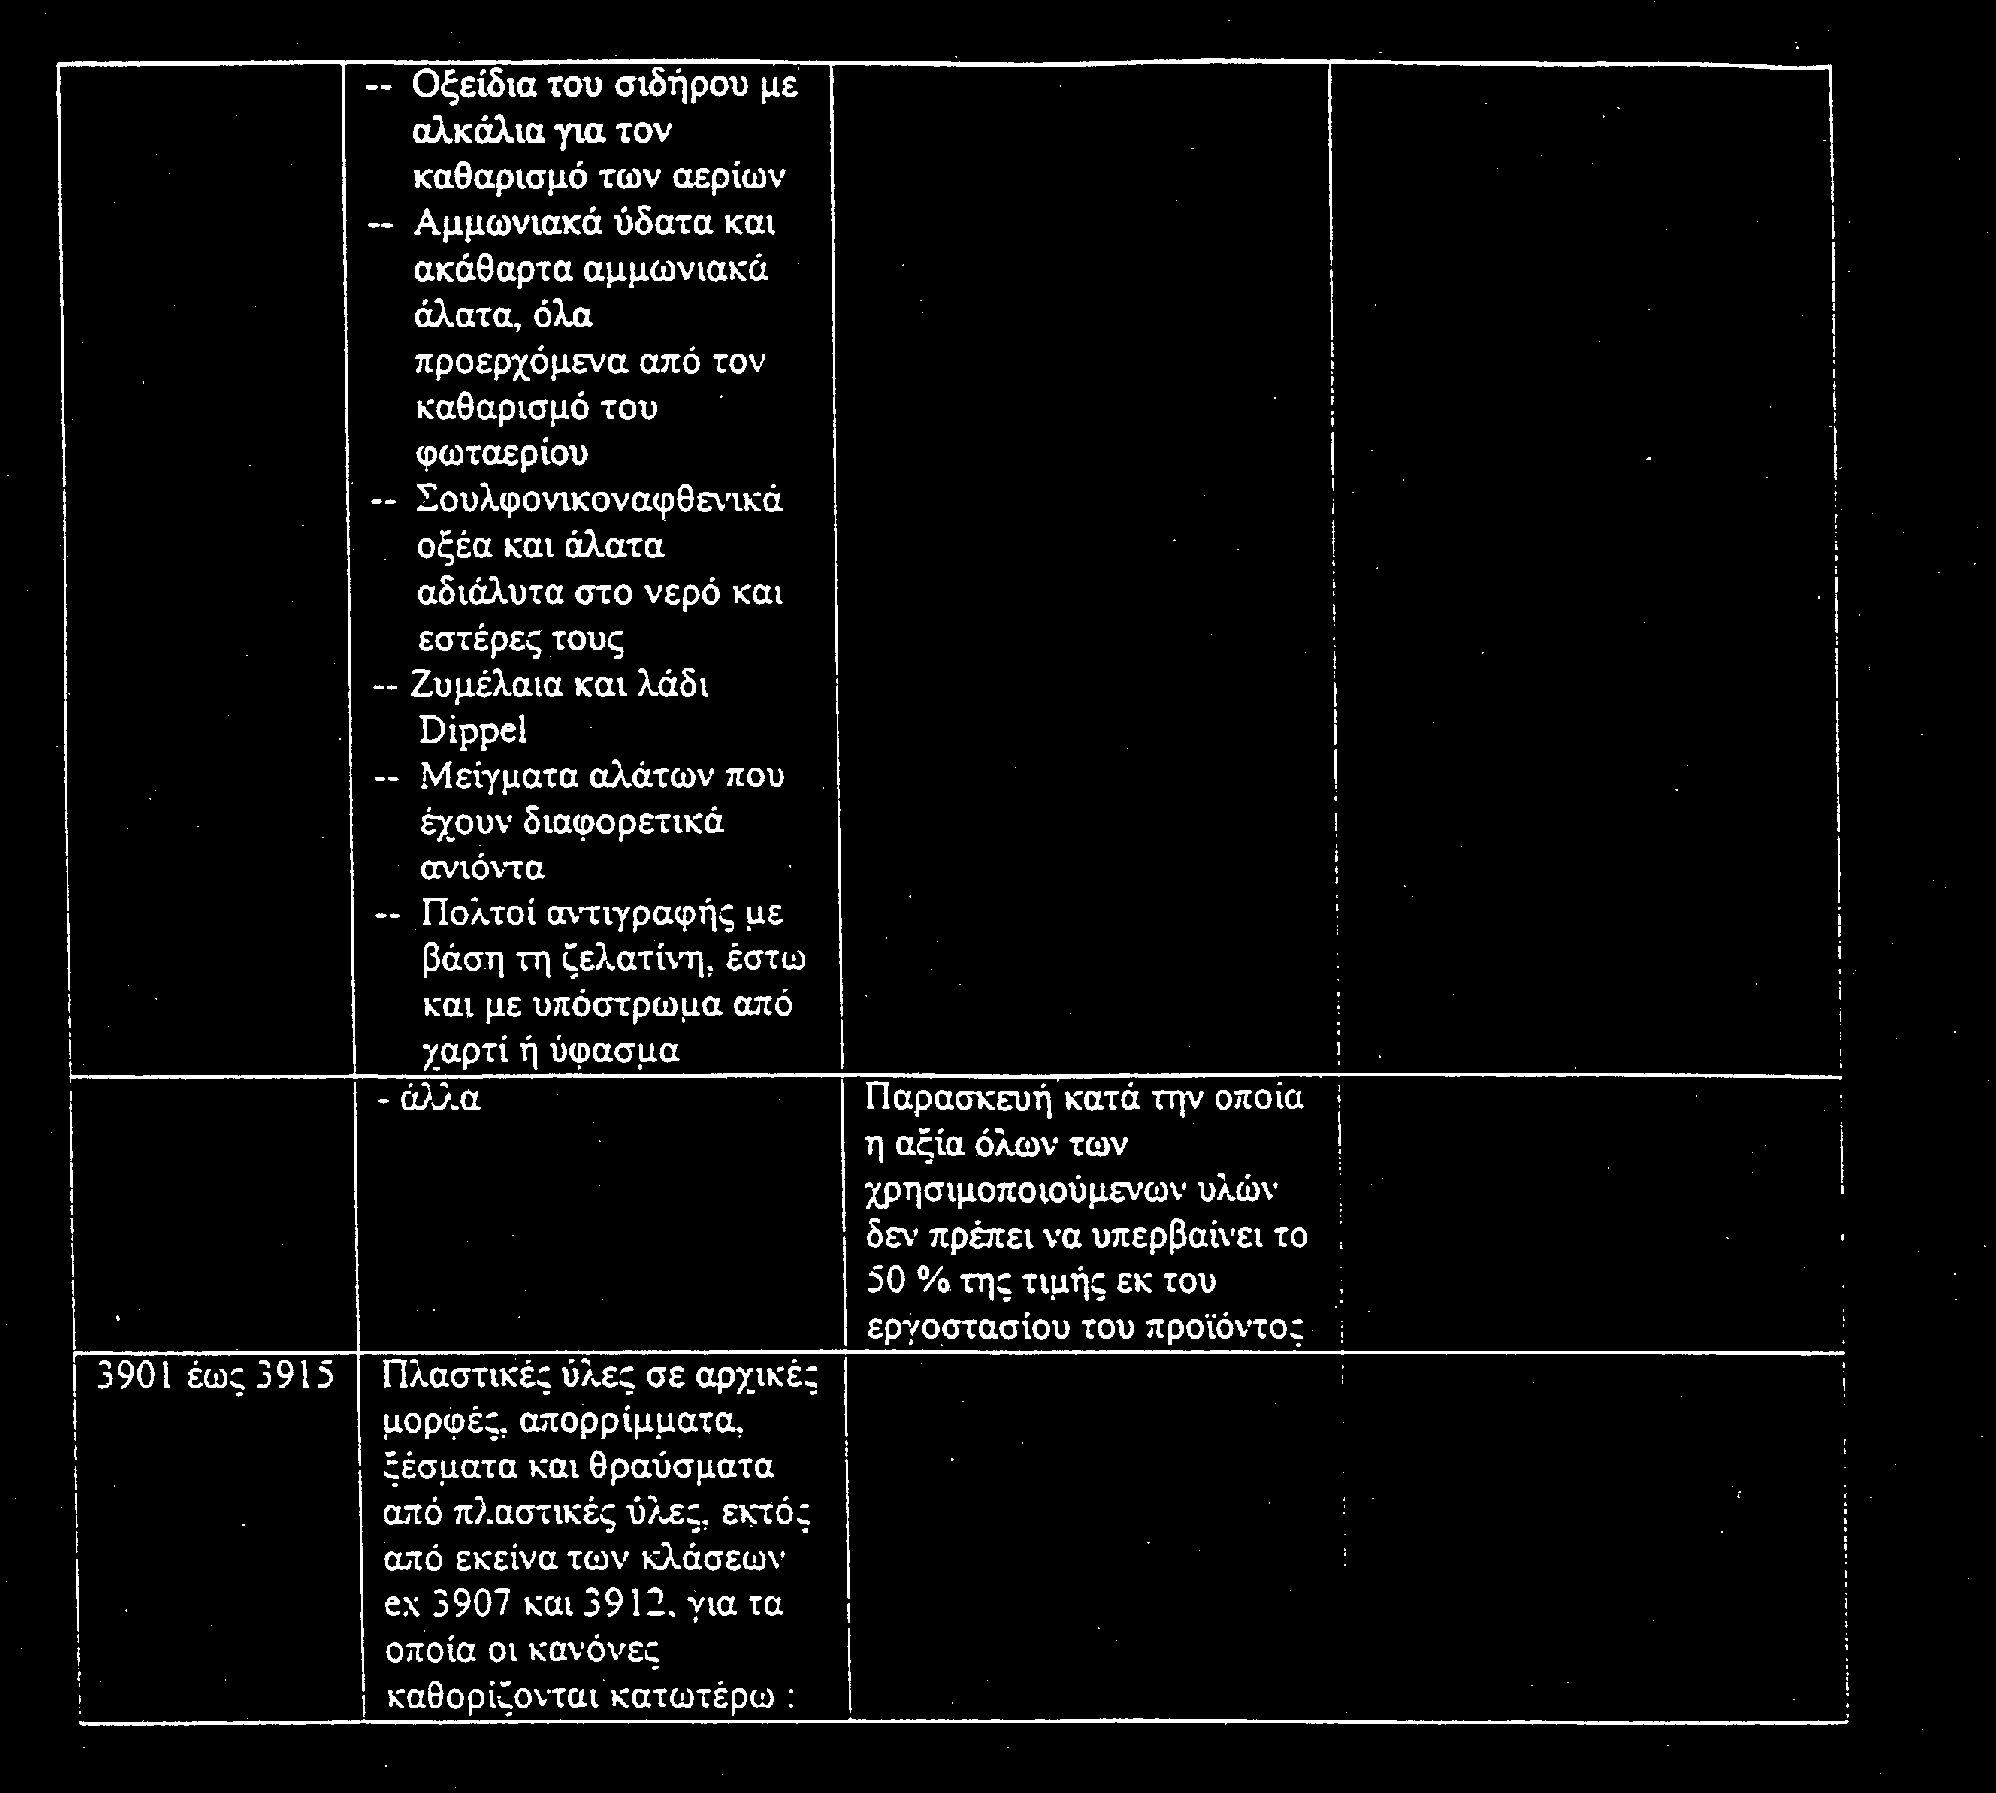 -- Οξείδια του σιδήρου με
αλκάλια για τον
καθαρισμό των αερίων
-- Αμμωνιακά ύδατα και
ακάθαρτα αμμωνιακά
άλατα, όλα
προερχόμενα από τον
καθαρισμό του
φωταερίου
-- Σουλφονικοναφθενικά
οξέα και άλατα
αδιάλυτα στο νερό και
εστέρες τους
-- Ζυμέλαια και λάδι
Dippel
-- Μείγματα αλάτων που
έχουν διαφορετικά
ανιόντα
-- Πολτοί αντιγραφής με
βάση τη ζελατίνη, έστω
και με υπόστρωμα από
χαρτί ή ύφασμα
- άλλα
Παρασκευή κατά την οποία
η αξία όλων των
χρησιμοποιούμενων υλών
δεν πρέπει να υπερβαίνει το
50 % της τιμής εκ του
εργοστασίου του προϊόντος
3901 έως 3915
Πλαστικές ύλες σε αρχικές
μορφές, απορρίμματα,
ξέσματα και θραύσματα
από πλαστικές ύλες, εκτός
από εκείνα των κλάσεων
ex 3907 και 3912, για τα
οποία οι κανόνες
καθορίζονται κατωτέρω :